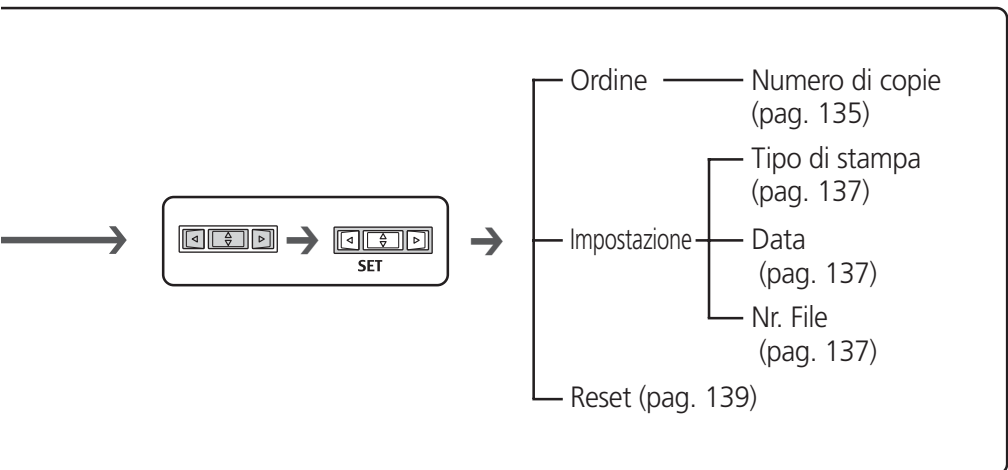 Ordine
Numero di copie
(pag. 135)
Tipo di stampa
(pag. 137)
Impostazione
Data
(pag. 137)
Nr. File
(pag. 137)
Reset (pag. 139)
SET